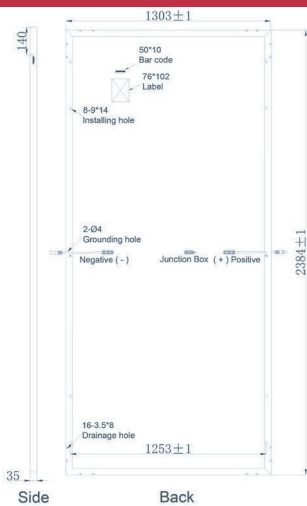 1303±1
140
50*10
Bar code
76*102
Label
8-9*14
Installing hole
2-Ø4
Grounding hole
Negative ( - )
Junction Box
( + ) Positive
2384±1
16-3.5*8
Drainage hole
1253±1
35
Side
Back